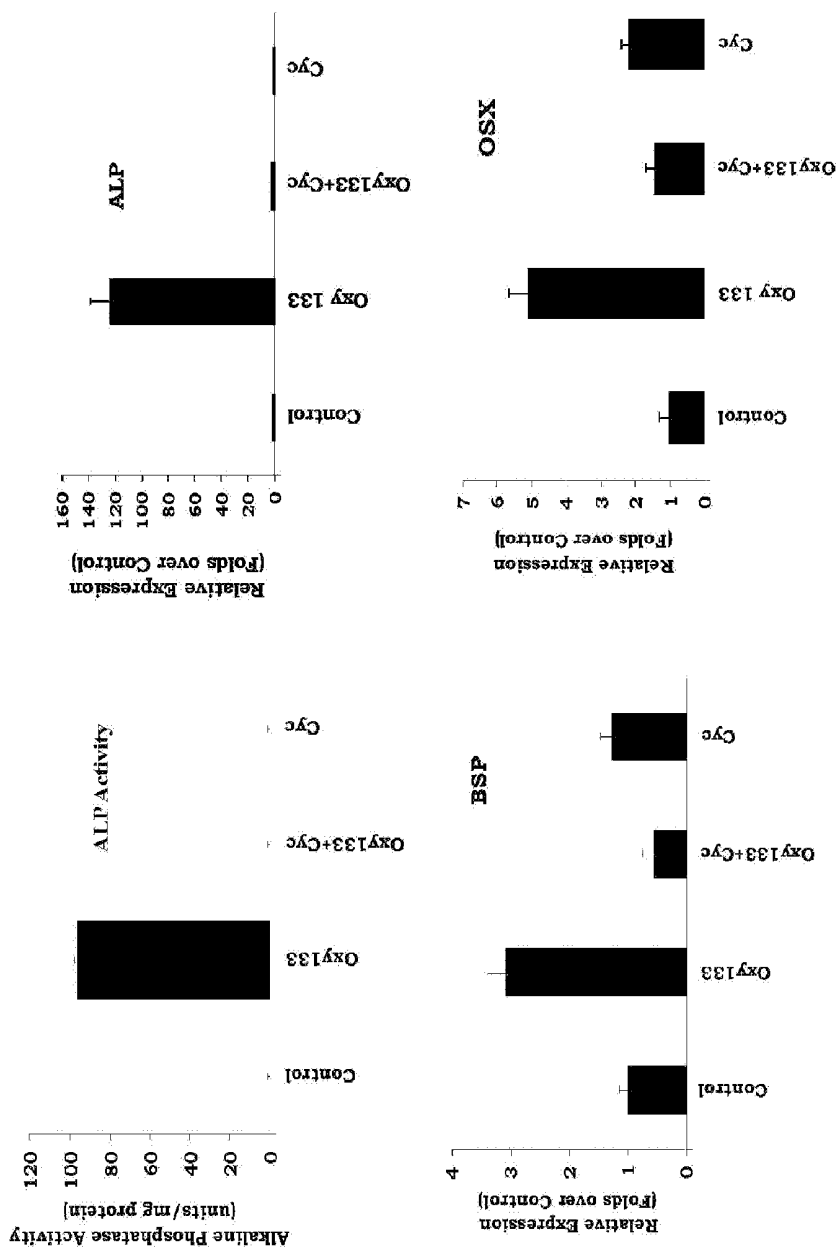 Alkaline Phosphatase Activity
(units/mg protein)
120
100
80
60
40
20
0
ALP Activity
Control
Oxy133
Oxy133+Cyc
Cyc
Relative Expression
(Folds over Control)
160
140
120
100
80
60
40
20
0
ALP
Control
Oxy 133
Oxy133+Cyc
Cyc
Relative Expression
(Folds over Control)
4
3
2
1
0
BSP
Control
Oxy133
Oxy133+Cyc
Cyc
Relative Expression
(Folds over Control)
7
6
5
4
3
2
1
0
OSX
Control
Oxy 133
Oxy133+Cyc
Cyc